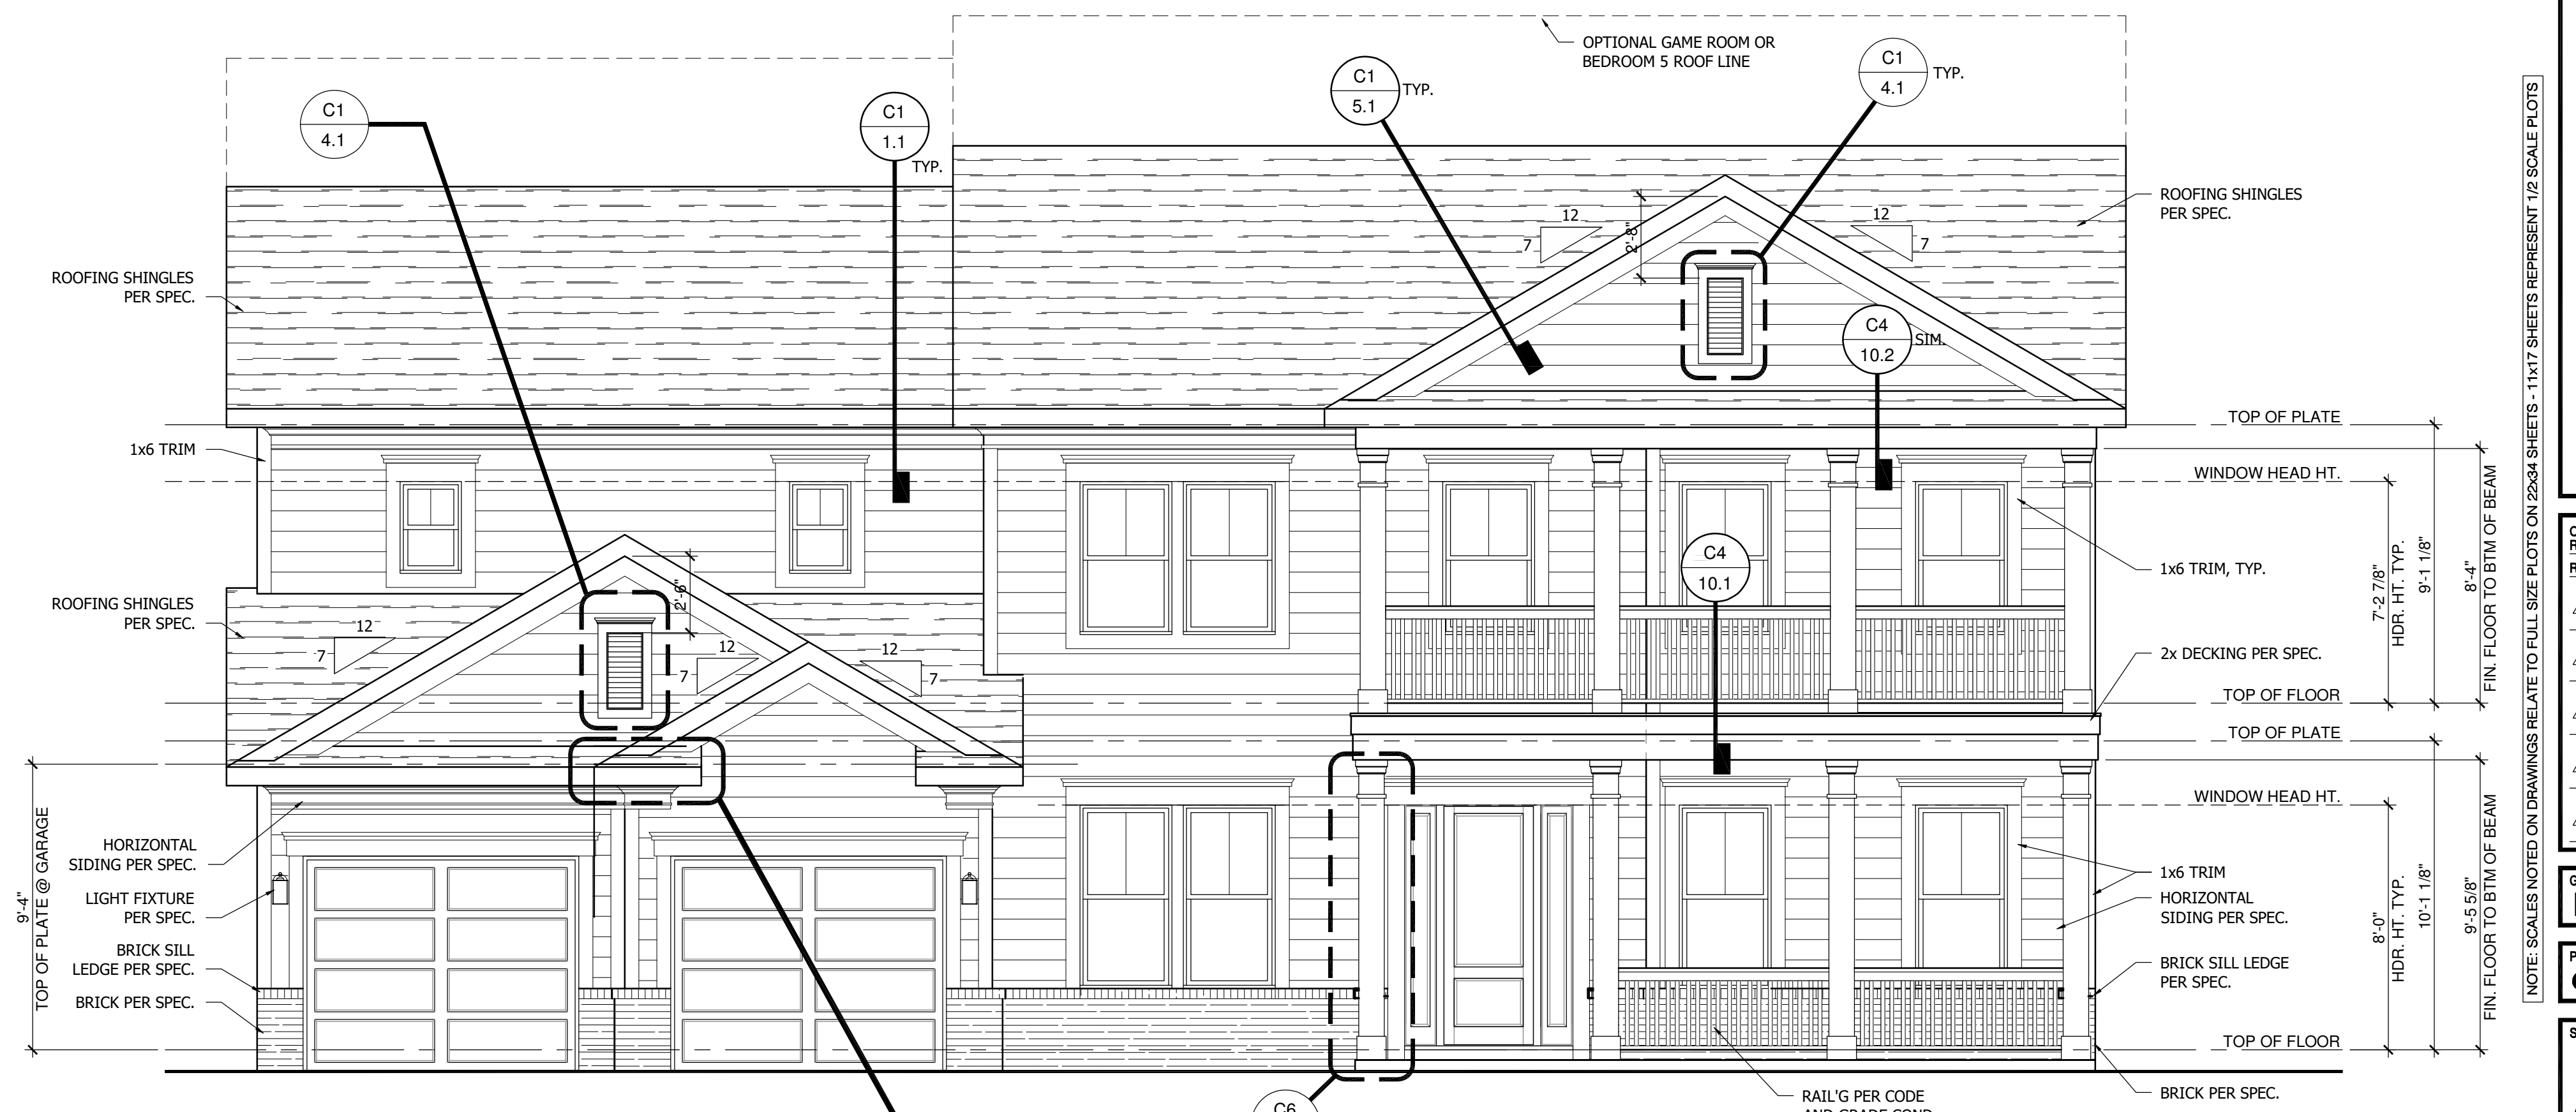 OPTIONAL GAME ROOM OR
BEDROOM 5 ROOF LINE
C1
4.1
C1
1.1
TYP.
C1
5.1
TYP.
C1
4.1
TYP.
ROOFING SHINGLES
PER SPEC.
12
7
2'-8"
12
7
ROOFING SHINGLES
PER SPEC.
C4
10.2
SIM.
1x6 TRIM
TOP OF PLATE
WINDOW HEAD HT.
1x6 TRIM, TYP.
C4
10.1
ROOFING SHINGLES
PER SPEC.
12
7
2'-6"
12
7
12
7
2x DECKING PER SPEC.
TOP OF FLOOR
TOP OF PLATE
7'-2 7/8"
HDR. HT. TYP.
9'-1 1/8"
8'-4"
FIN. FLOOR TO BTM OF BEAM
WINDOW HEAD HT.
9'-4"
TOP OF PLATE @ GARAGE
HORIZONTAL
SIDING PER SPEC.
LIGHT FIXTURE
PER SPEC.
BRICK SILL
LEDGE PER SPEC.
BRICK PER SPEC.
1x6 TRIM
HORIZONTAL
SIDING PER SPEC.
BRICK SILL LEDGE
PER SPEC.
8'-0"
HDR. HT. TYP.
10'-1 1/8"
9'-5 5/8"
FIN. FLOOR TO BTM OF BEAM
TOP OF FLOOR
BRICK PER SPEC.
C6
RAIL'G PER CODE
AND GRADE COND.
NOTE: SCALES NOTED ON DRAWINGS RELATE TO FULL SIZE PLOTS ON 22x34 SHEETS - 11x17 SHEETS REPRESENT 1/2 SCALE PLOTS